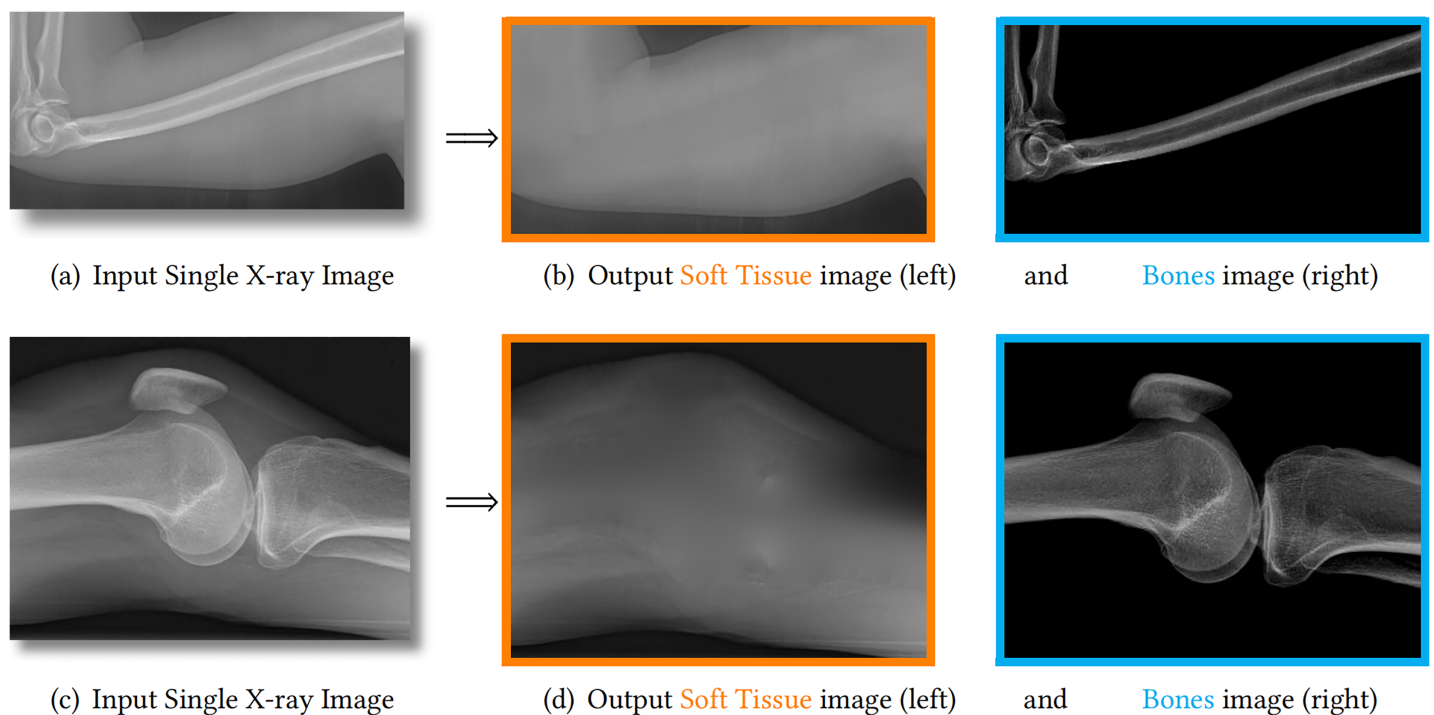 (a) Input Single X-ray Image
(b) Output Soft Tissue image (left) and Bones image (right)
(c) Input Single X-ray Image
(d) Output Soft Tissue image (left) and Bones image (right)